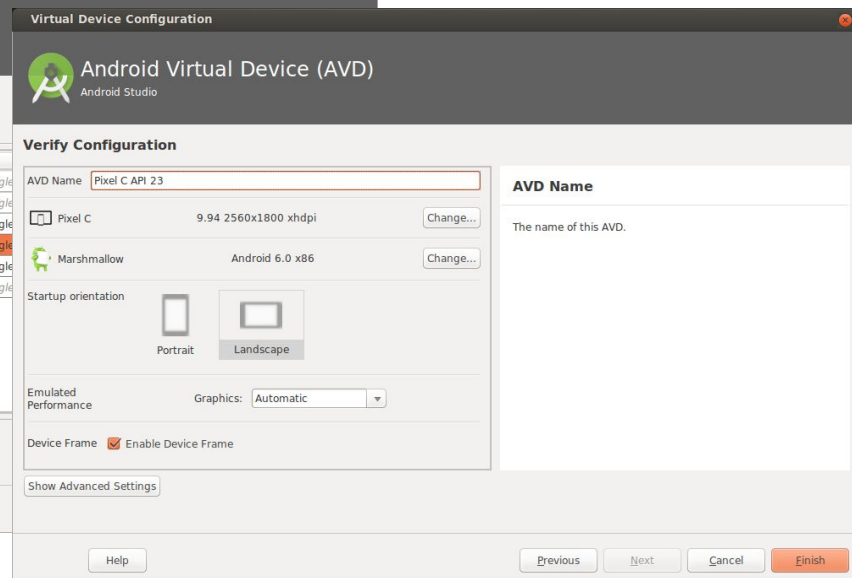 Virtual Device Configuration
Android Virtual Device (AVD)
Android Studio
Verify Configuration
AVD Name Pixel C API 23
Pixel C 9.94 2560x1800 xhdpi Change...
Marshmallow Android 6.0 x86 Change...
Startup orientation
Portrait Landscape
Emulated
Performance
Graphics: Automatic
Device Frame Enable Device Frame
Show Advanced Settings
AVD Name
The name of this AVD.
Help Previous Next Cancel Finish